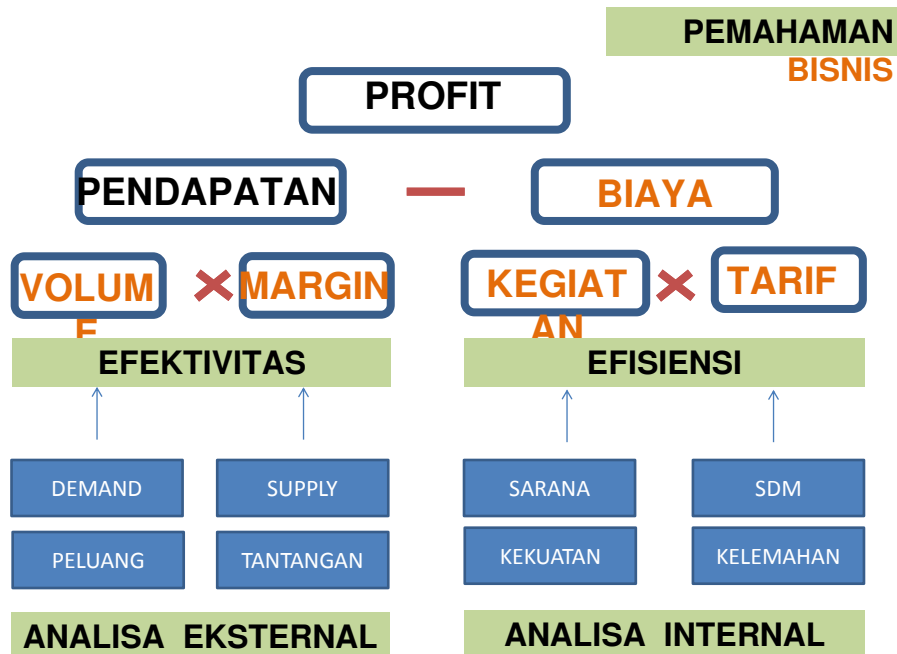 PEMAHAMAN
BISNIS
PROFIT
PENDAPATAN
BIAYA
VOLUM
E
MARGIN
KEGIAT
AN
TARIF
EFEKTIVITAS
EFISIENSI
DEMAND
SUPPLY
SARANA
SDM
PELUANG
TANTANGAN
KEKUATAN
KELEMAHAN
ANALISA EKSTERNAL
ANALISA INTERNAL